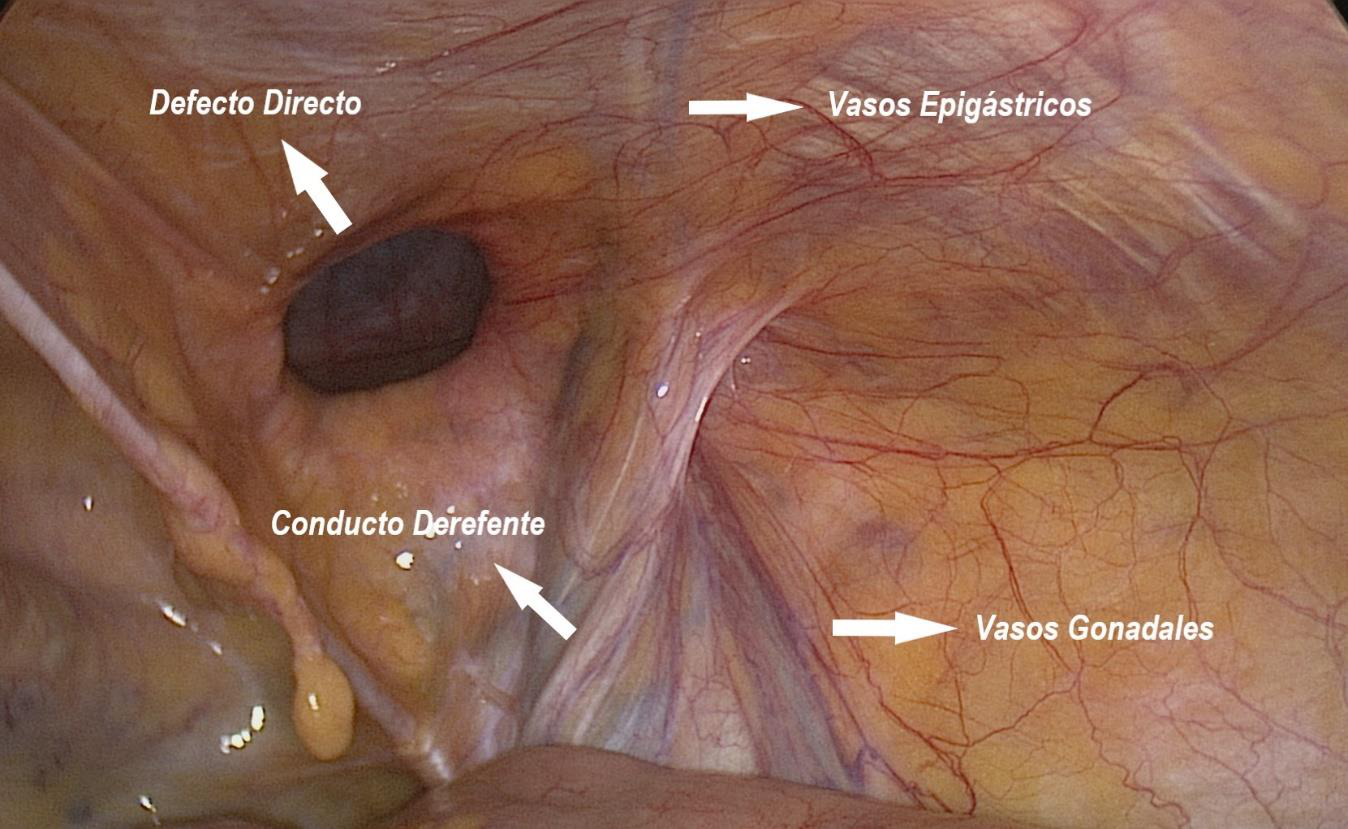 Defecto Directo
Vasos Epigástricos
Conducto Derefente
Vasos Gonadales